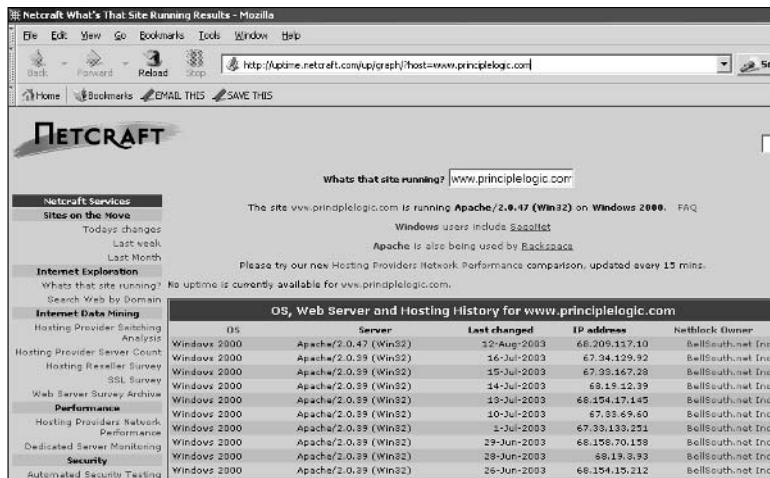 Netcraft What's That Site Running Results - Mozilla
File Edit View Go Bookmarks Tools Window Help
Back Forward Reload Stop
http://uptime.netcraft.com/up/graph/?host=www.principlelogic.com
Home Bookmarks EMAIL THIS SAVE THIS
NETCRAFT
Whats that site running? www.principlelogic.com
The site www.principlelogic.com is running Apache/2.0.47 (Win32) on Windows 2000. FAQ
Windows users include SagoNet
Apache is also being used by Rackspace
Please try our new Hosting Providers Network Performance comparison, updated every 15 mins.
No uptime is currently available for www.principlelogic.com.
Netcraft Services
Sites on the Move
Todays changes
Last week
Last Month
Internet Exploration
Whats that site running?
Search Web by Domain
Internet Data Mining
Hosting Provider Switching
Analysis
Hosting Provider Server Count
Hosting Reseller Survey
SSL Survey
Web Server Survey Archive
Performance
Hosting Providers Network
Performance
Dedicated Server Monitoring
Security
Automated Security Testing
OS, Web Server and Hosting History for www.principlelogic.com
OS Server Last changed IP address Netblock Owner
Windows 2000 Apache/2.0.47 (Win32) 12-Aug-2003 68.209.117.10 BellSouth.net Inc
Windows 2000 Apache/2.0.39 (Win32) 16-Jul-2003 67.34.129.92 BellSouth.net Inc
Windows 2000 Apache/2.0.39 (Win32) 15-Jul-2003 67.33.167.28 BellSouth.net Inc
Windows 2000 Apache/2.0.39 (Win32) 14-Jul-2003 68.19.12.39 BellSouth.net Inc
Windows 2000 Apache/2.0.39 (Win32) 13-Jul-2003 68.154.17.145 BellSouth.net Inc
Windows 2000 Apache/2.0.39 (Win32) 10-Jul-2003 67.33.69.60 BellSouth.net Inc
Windows 2000 Apache/2.0.39 (Win32) 1-Jul-2003 67.33.133.251 BellSouth.net Inc
Windows 2000 Apache/2.0.39 (Win32) 29-Jun-2003 68.158.70.158 BellSouth.net Inc
Windows 2000 Apache/2.0.39 (Win32) 28-Jun-2003 68.19.3.93 BellSouth.net Inc
Windows 2000 Apache/2.0.39 (Win32) 26-Jun-2003 68.154.15.212 BellSouth.net Inc